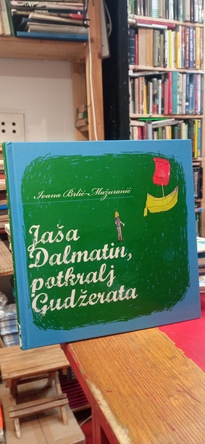 Ivana Brlić-Mažuranić
Jaša
Dalmatin,
potkralj
Gudžerata